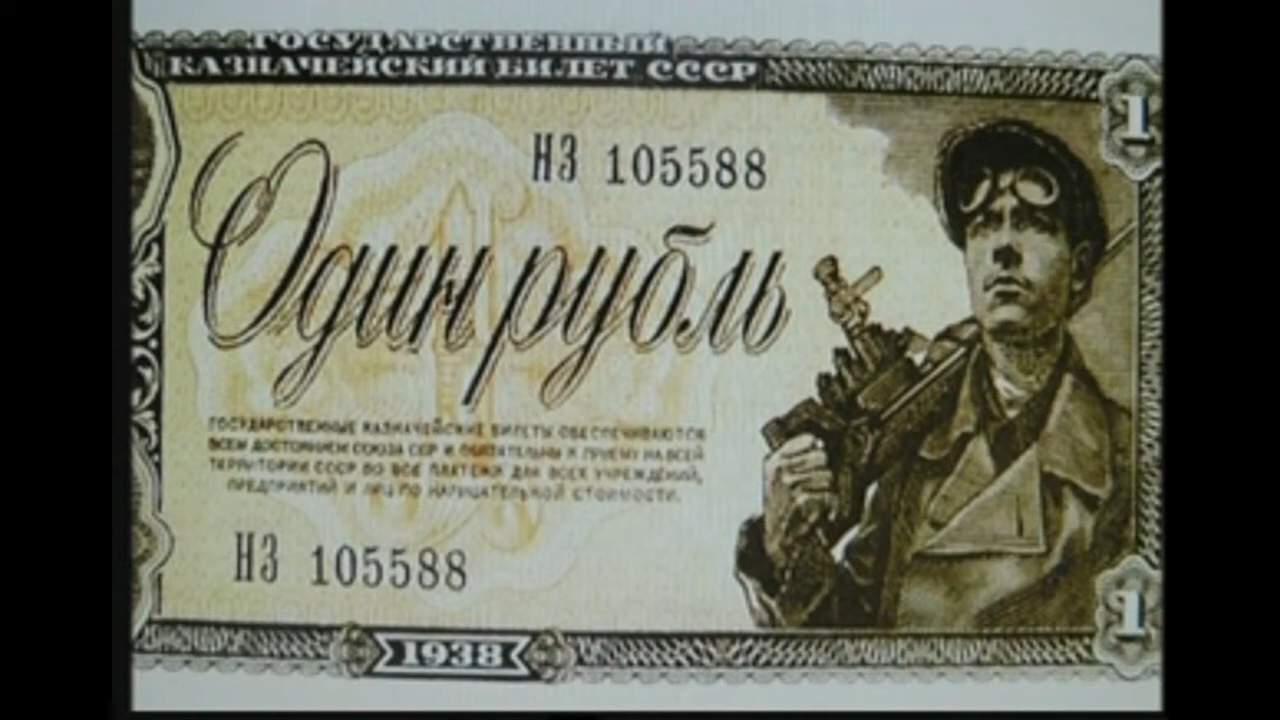 ГОСУДАРСТВЕННЫЙ
КАЗНАЧЕЙСКИЙ БИЛЕТ СССР
1
НЗ 105588
Один рубль
ГОСУДАРСТВЕННЫЕ КАЗНАЧЕЙСКИЕ БИЛЕТЫ ОБЕСПЕЧИВАЮТСЯ
ВСЕМ ДОСТОЯНИЕМ СОЮЗА ССР И ОБЯЗАТЕЛЬНЫ К ПРИЕМУ НА ВСЕЙ
ТЕРРИТОРИИ СССР ВО ВСЕ ПЛАТЕЖИ ДЛЯ ВСЕХ УЧРЕЖДЕНИЙ,
ПРЕДПРИЯТИЙ И ЛИЦ ПО НАРИЦАТЕЛЬНОЙ СТОИМОСТИ.
НЗ 105588
1
1938